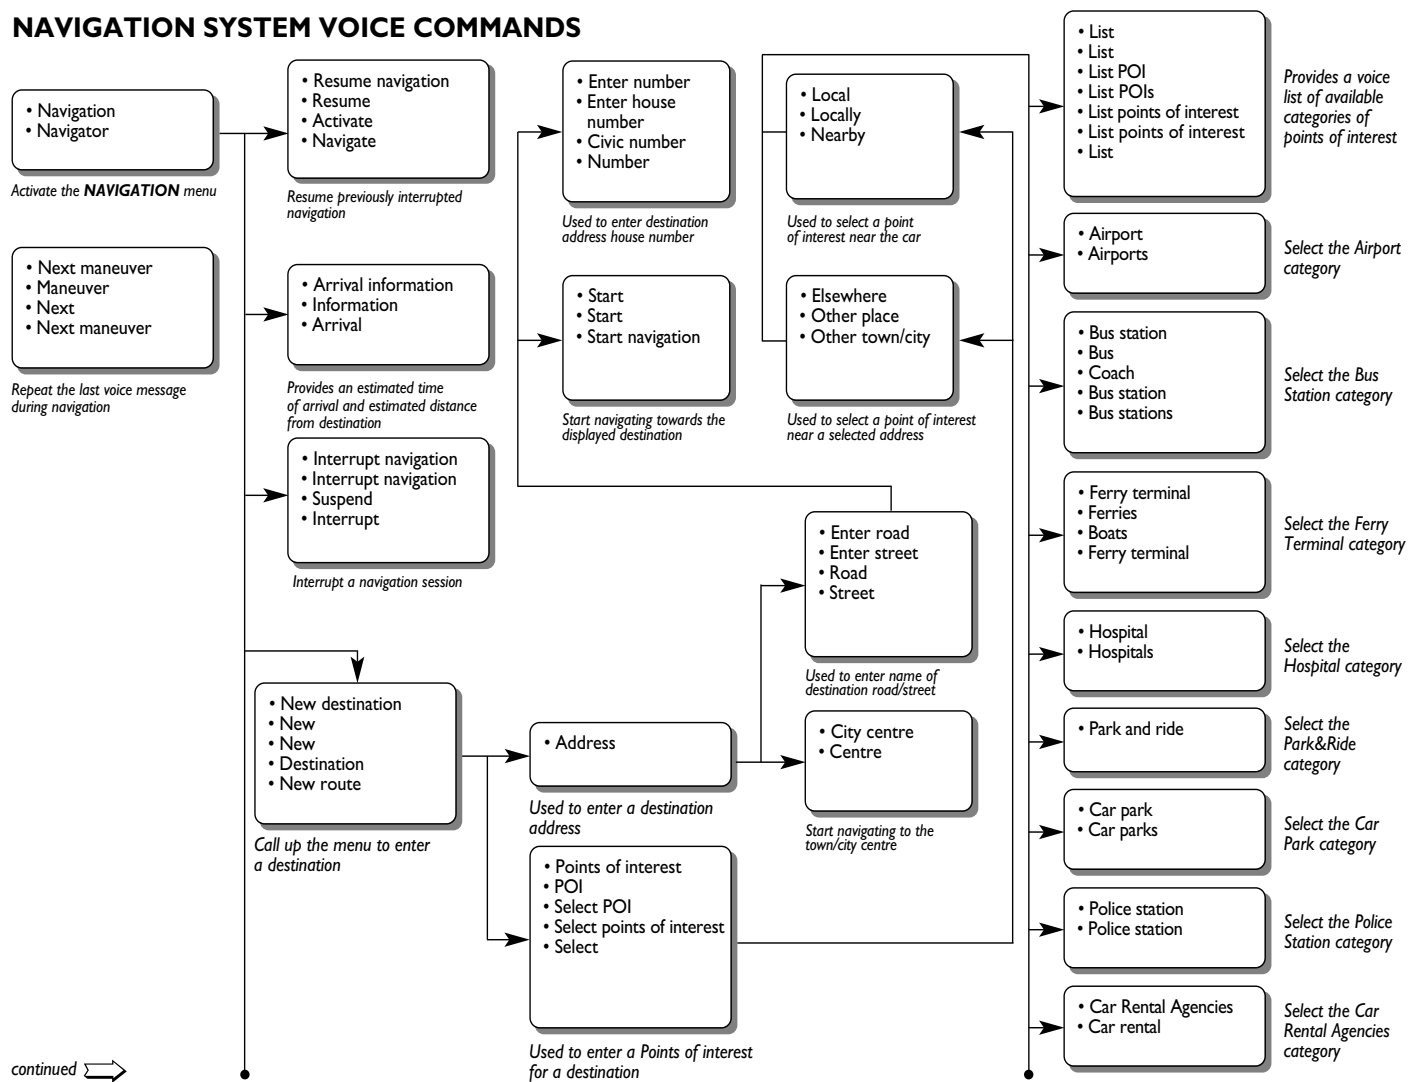 NAVIGATION SYSTEM VOICE COMMANDS
• Navigation
• Navigator
Activate the NAVIGATION menu
• Next maneuver
• Maneuver
• Next
• Next maneuver
Repeat the last voice message
during navigation
• Resume navigation
• Resume
• Activate
• Navigate
Resume previously interrupted
navigation
• Arrival information
• Information
• Arrival
Provides an estimated time
of arrival and estimated distance
from destination
• Interrupt navigation
• Interrupt navigation
• Suspend
• Interrupt
Interrupt a navigation session
• New destination
• New
• New
• Destination
• New route
Call up the menu to enter
a destination
• Enter number
• Enter house
number
• Civic number
• Number
Used to enter destination
address house number
• Start
• Start
• Start navigation
Start navigating towards the
displayed destination
• Address
Used to enter a destination
address
• Points of interest
• POI
• Select POI
• Select points of interest
• Select
Used to enter a Points of interest
for a destination
• Local
• Locally
• Nearby
Used to select a point
of interest near the car
• Elsewhere
• Other place
• Other town/city
Used to select a point of interest
near a selected address
• Enter road
• Enter street
• Road
• Street
Used to enter name of
destination road/street
• City centre
• Centre
Start navigating to the
town/city centre
• List
• List
• List POI
• List POIs
• List points of interest
• List points of interest
• List
Provides a voice
list of available
categories of
points of interest
• Airport
• Airports
Select the Airport
category
• Bus station
• Bus
• Coach
• Bus station
• Bus stations
Select the Bus
Station category
• Ferry terminal
• Ferries
• Boats
• Ferry terminal
Select the Ferry
Terminal category
• Hospital
• Hospitals
Select the
Hospital category
• Park and ride
Select the
Park&Ride
category
• Car park
• Car parks
Select the Car
Park category
• Police station
• Police station
Select the Police
Station category
• Car Rental Agencies
• Car rental
Select the Car
Rental Agencies
category
continued